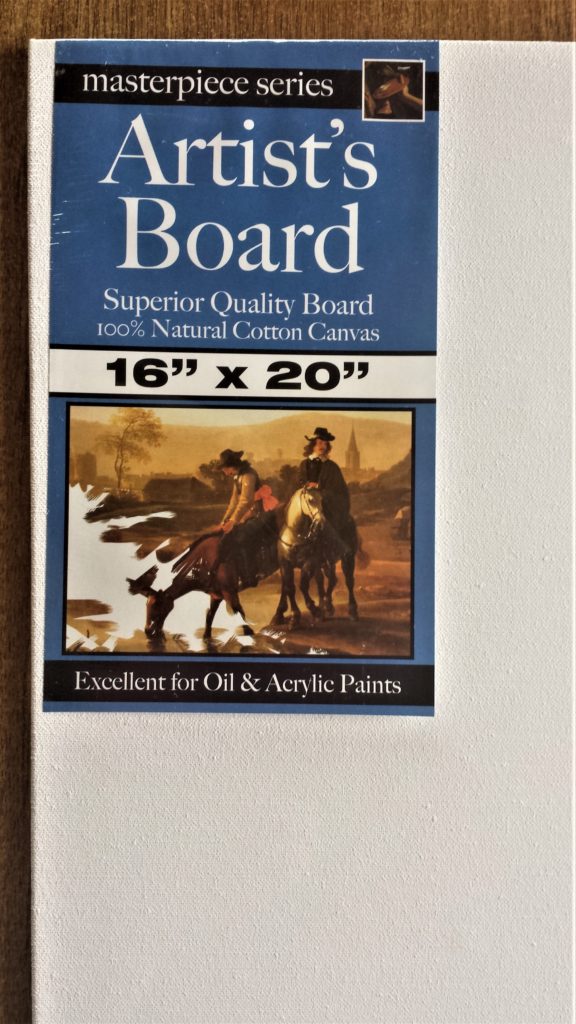 masterpiece series
Artist's
Board
Superior Quality Board
100% Natural Cotton Canvas
16” x 20”
Excellent for Oil & Acrylic Paints